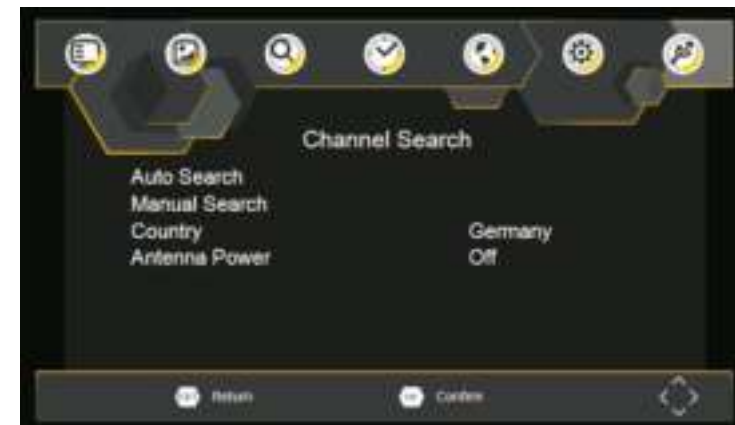 Channel Search
Auto Search
Manual Search
Country Germany
Antenna Power Off
Return Confirm